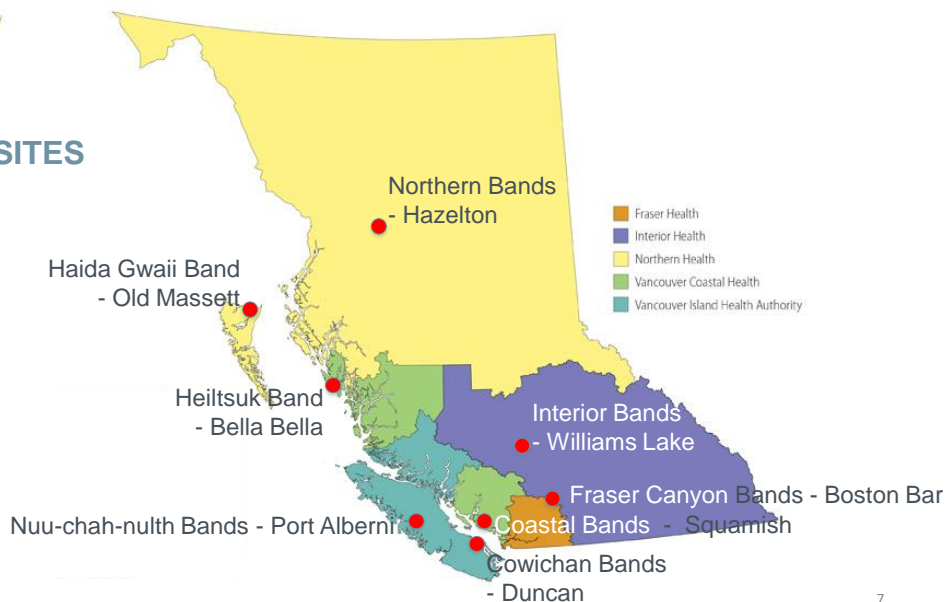 SITES
Northern Bands
- Hazelton
Fraser Health
Interior Health
Northern Health
Vancouver Coastal Health
Vancouver Island Health Authority
Haida Gwaii Band
- Old Massett
Heiltsuk Band
- Bella Bella
Interior Bands
- Williams Lake
Fraser Canyon Bands - Boston Bar
Nuu-chah-nulth Bands - Port Alberni
Coastal Bands - Squamish
Cowichan Bands
- Duncan
7